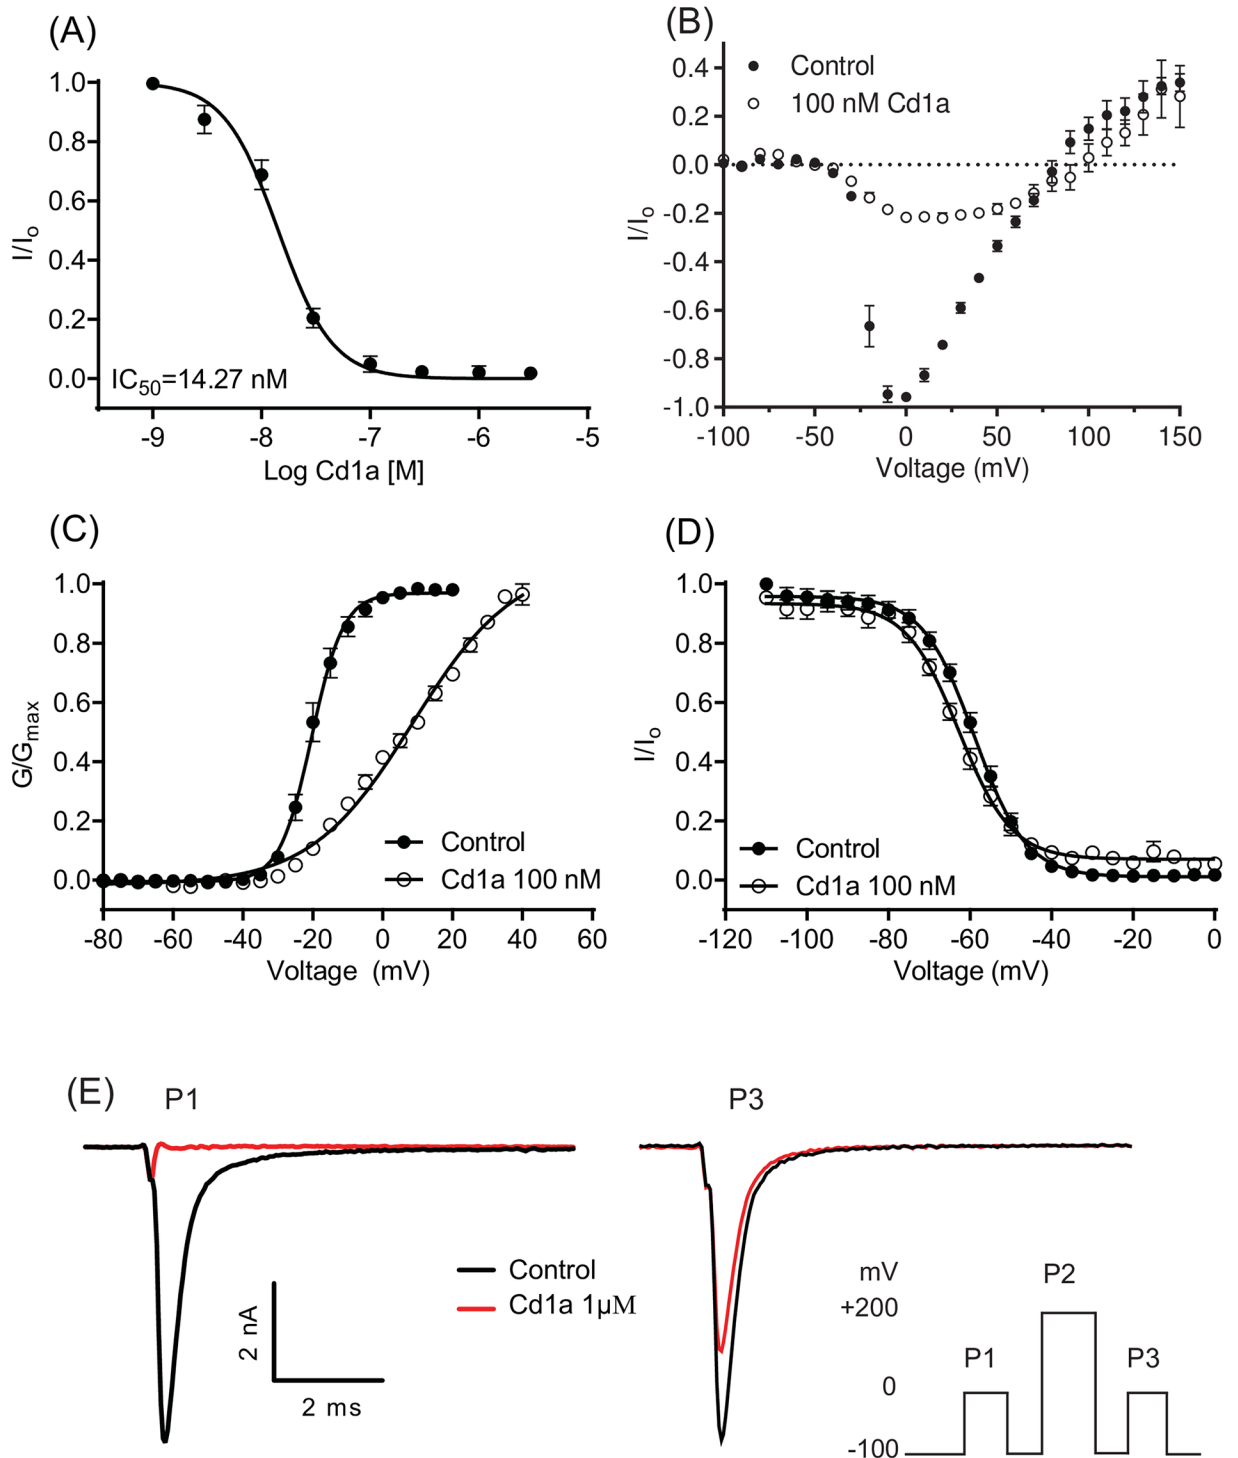 (A)
1.0
0.8
0.6
0.4
0.2
0.0
I/Io
IC50=14.27 nM
-9 -8 -7 -6 -5
Log Cd1a [M]
(B)
Control
100 nM Cd1a
0.4
0.2
0.0
-0.2
-0.4
-0.6
-0.8
-1.0
I/Io
-100 -50 0 50 100 150
Voltage (mV)
(C)
1.0
0.8
0.6
0.4
0.2
0.0
G/Gmax
Control
Cd1a 100 nM
-80 -60 -40 -20 0 20 40 60
Voltage (mV)
(D)
1.0
0.8
0.6
0.4
0.2
0.0
I/Io
Control
Cd1a 100 nM
-120 -100 -80 -60 -40 -20 0
Voltage (mV)
(E)
P1
P3
Control
Cd1a 1µM
2 nA
2 ms
mV
+200
0
-100
P1
P2
P3